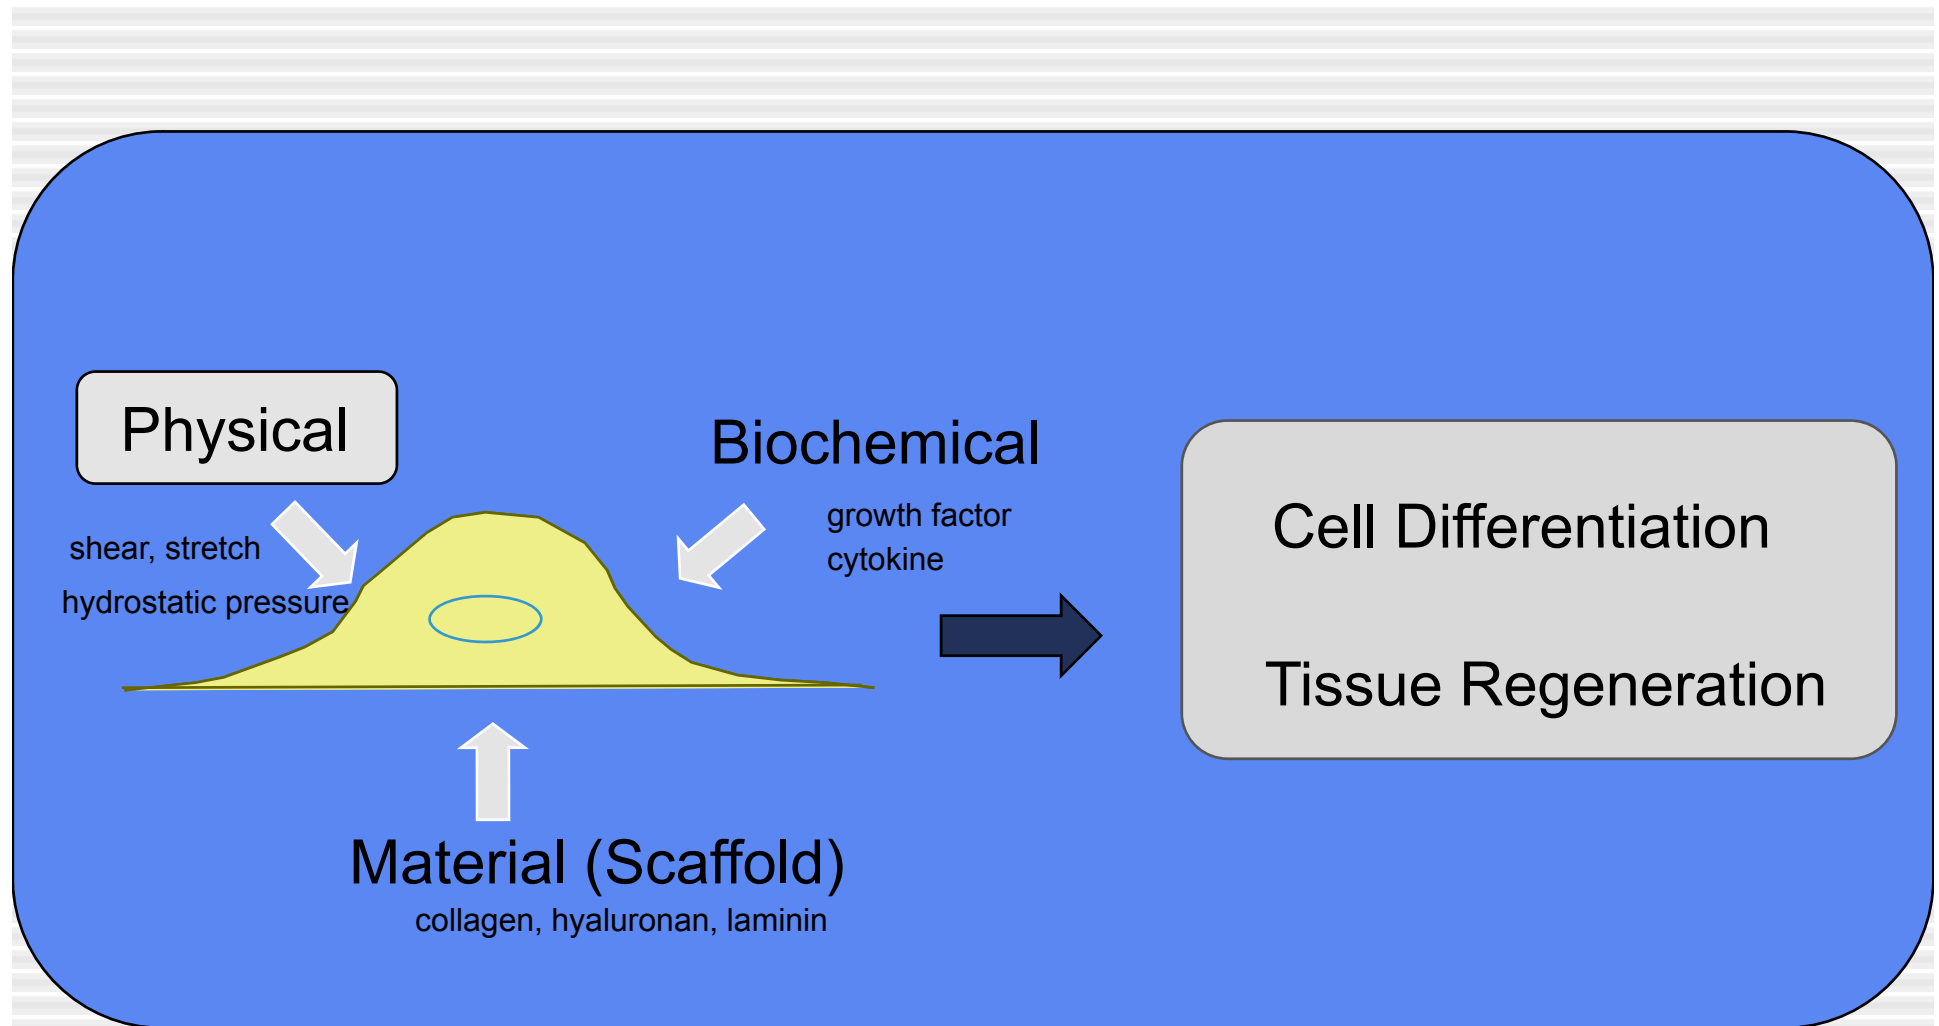 Physical
shear, stretch
hydrostatic pressure
Biochemical
growth factor
cytokine
Material (Scaffold)
collagen, hyaluronan, laminin
Cell Differentiation
Tissue Regeneration